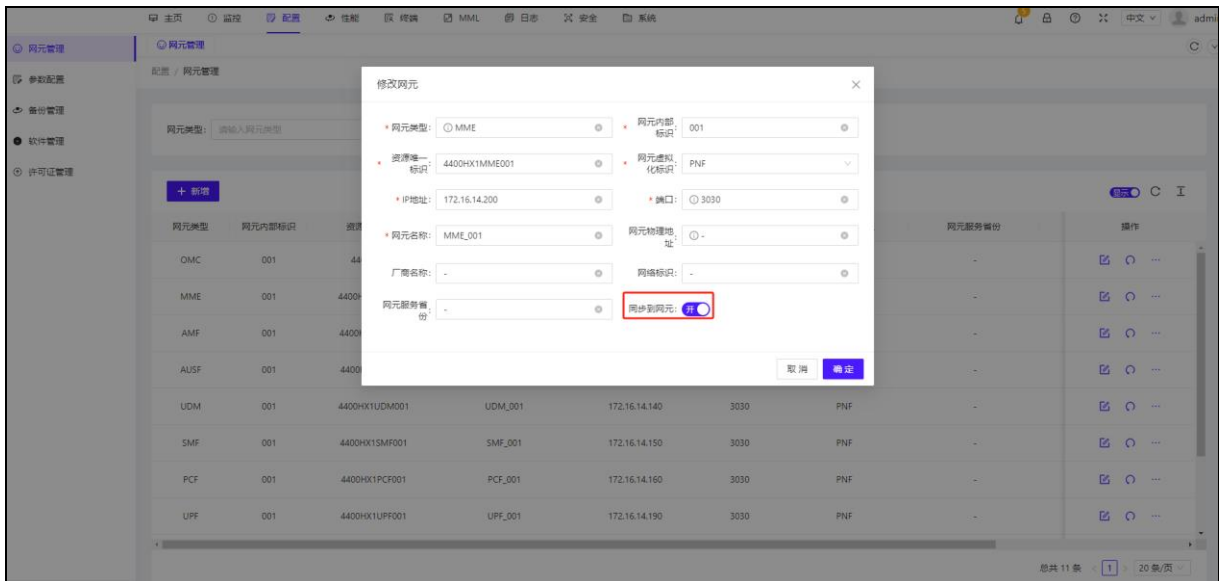 主页 监控 配置 性能 终端 MML 日志 安全 系统 中文 admi
网元管理 网元管理
参数配置 配置 / 网元管理
备份管理
软件管理
许可证管理
网元类型: 请输入网元类型
修改网元
* 网元类型: MME * 网元内部标识: 001
* 资源唯一标识: 4400HX1MME001 * 网元虚拟化标识: PNF
* IP地址: 172.16.14.200 * 端口: 3030
* 网元名称: MME_001 网元物理地址: -
厂商名称: - 网络标识: -
网元服务省份: - 同步到网元: 开
取消 确定
+ 新增 显示
网元类型 网元内部标识 资源 网元服务省份 操作
OMC 001 44 -
MME 001 4400H -
AMF 001 4400H -
AUSF 001 4400 -
UDM 001 4400HX1UDM001 UDM_001 172.16.14.140 3030 PNF -
SMF 001 4400HX1SMF001 SMF_001 172.16.14.150 3030 PNF -
PCF 001 4400HX1PCF001 PCF_001 172.16.14.160 3030 PNF -
UPF 001 4400HX1UPF001 UPF_001 172.16.14.190 3030 PNF -
总共 11 条 < 1 > 20 条/页